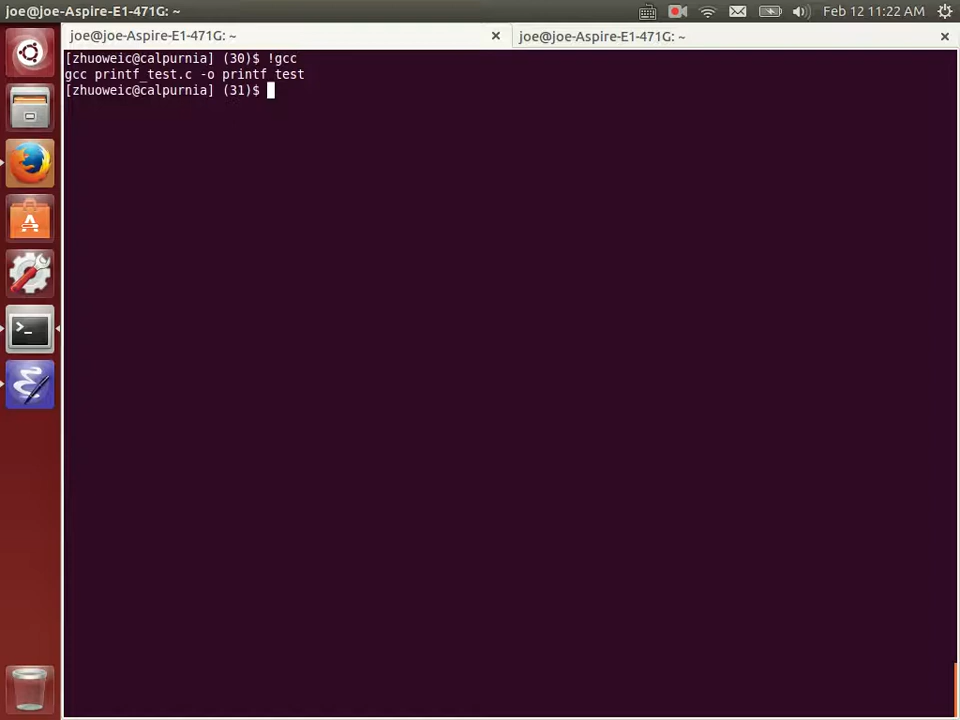 joe@joe-Aspire-E1-471G: ~
Feb 12 11:22 AM
joe@joe-Aspire-E1-471G: ~
joe@joe-Aspire-E1-471G: ~
[zhuoweic@calpurnia] (30)$ !gcc
gcc printf_test.c -o printf_test
[zhuoweic@calpurnia] (31)$